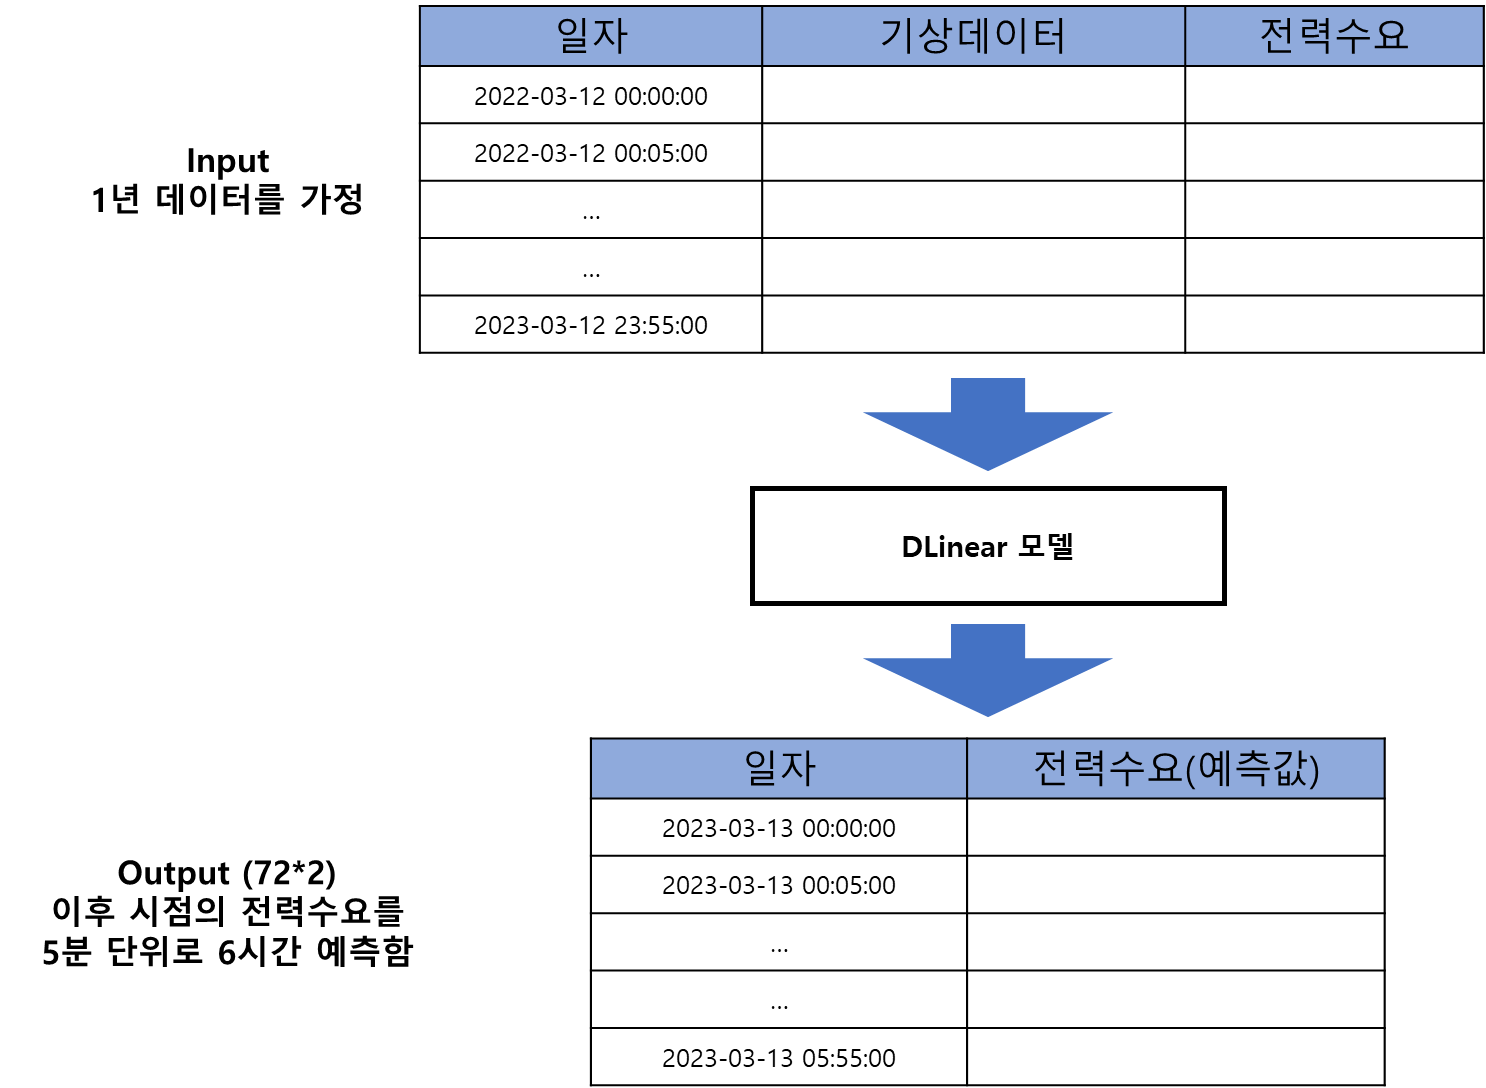 일자 기상데이터 전력수요
2022-03-12 00:00:00
2022-03-12 00:05:00
...
...
2023-03-12 23:55:00
Input
1년 데이터를 가정
DLinear 모델
일자 전력수요(예측값)
2023-03-13 00:00:00
2023-03-13 00:05:00
...
...
2023-03-13 05:55:00
Output (72*2)
이후 시점의 전력수요를
5분 단위로 6시간 예측함